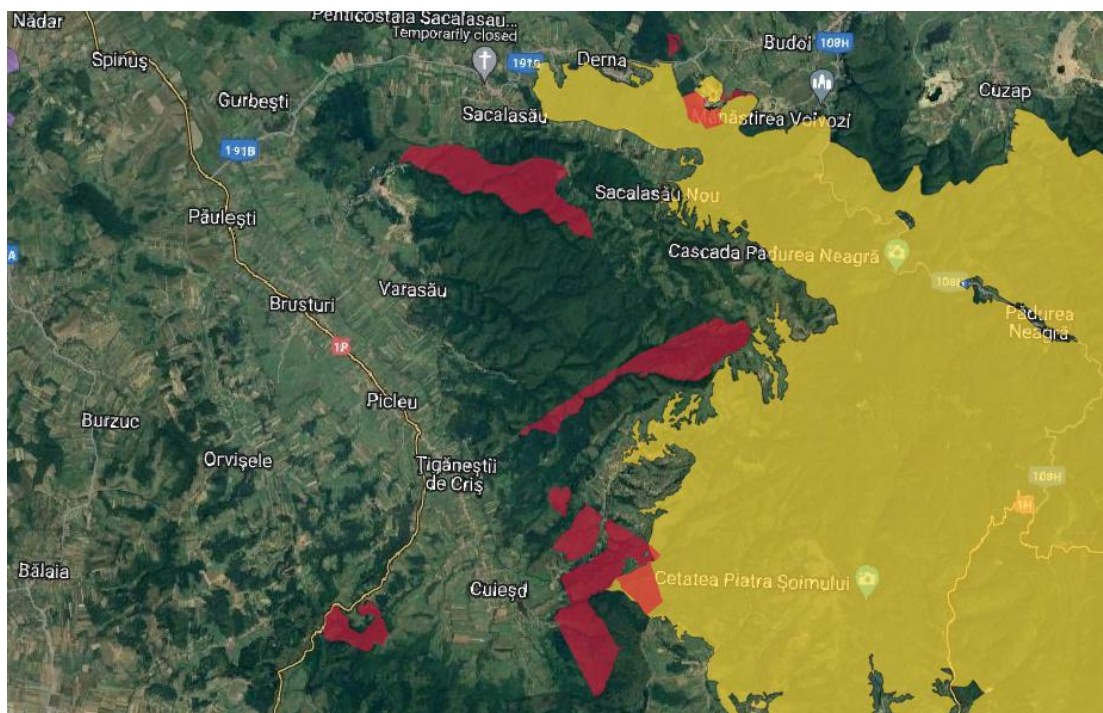 Nădar
Penticostala Sacalasau...
Temporarily closed
Spinuș
191G
Derna
Budoi
108H
Cuzap
Gurbești
Sacalasău
Mănăstirea Voivozi
191B
Sacalasău Nou
Păulești
Cascada Pădurea Neagră
Varasău
108H
Brusturi
Pădurea
Neagră
1P
Picleu
Burzuc
Orvișele
Țigăneștii
de Criș
108H
1H
Bălaia
Cuieșd
Cetatea Piatra Șoimului